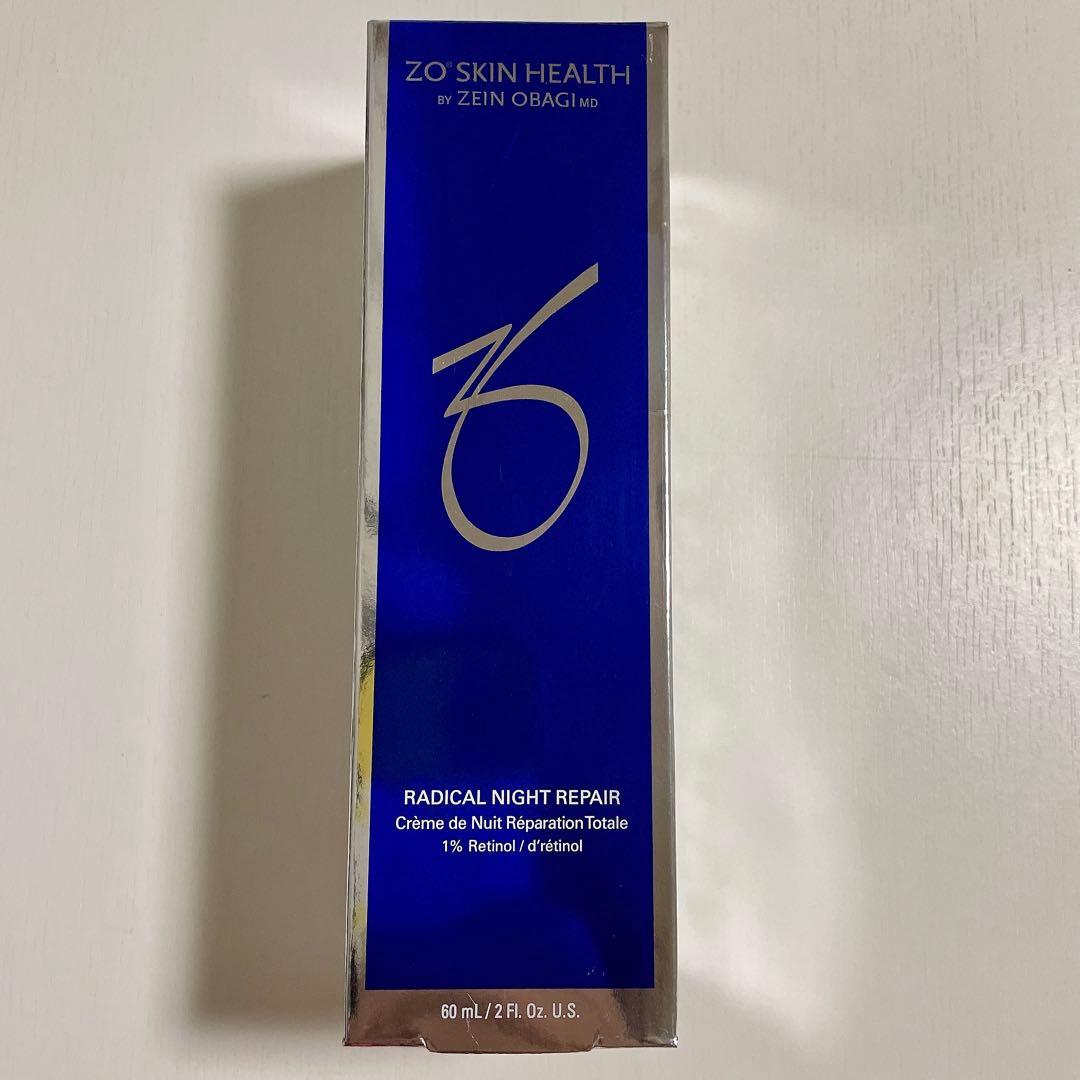 ZO® SKIN HEALTH
BY ZEIN OBAGI MD
ZO
RADICAL NIGHT REPAIR
Crème de Nuit Réparation Totale
1% Retinol / d'rétinol
60 mL / 2 Fl. Oz. U.S.